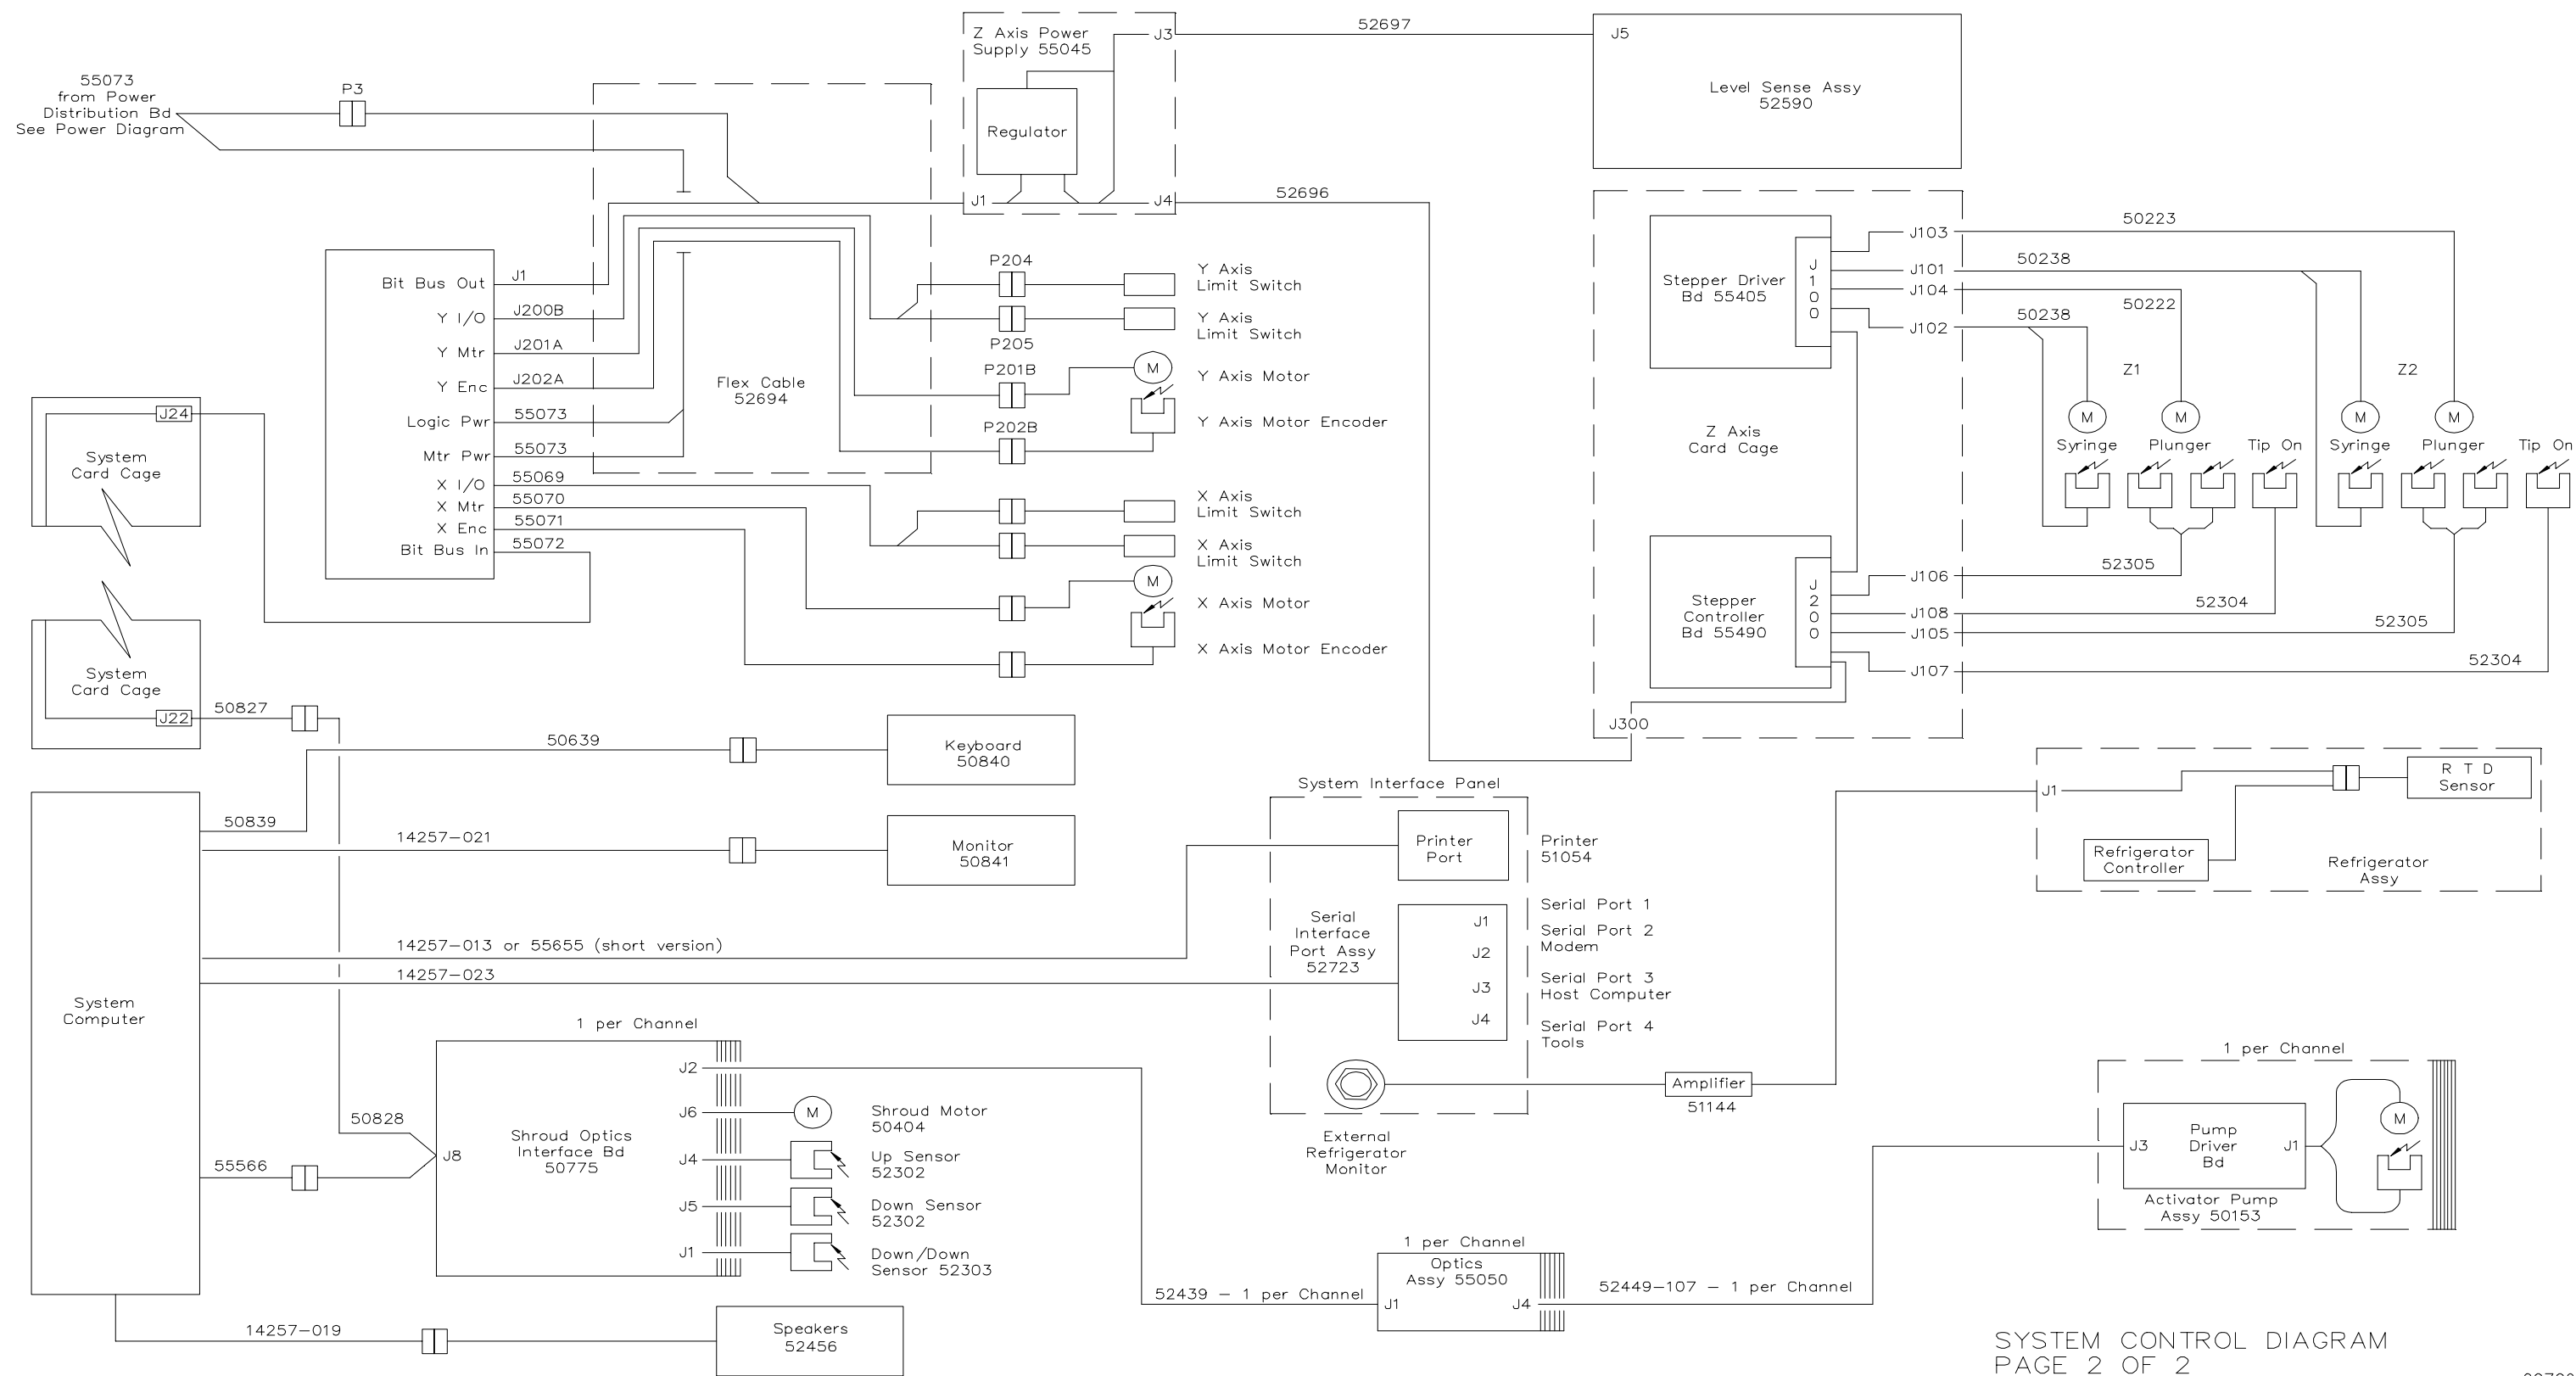 55073
from Power
Distribution Bd
See Power Diagram
P3
Z Axis Power
Supply 55045
J3
Regulator
J1
J4
52697
J5
Level Sense Assy
52590
52696
Bit Bus Out
J1
Y I/O
J200B
Y Mtr
J201A
Y Enc
J202A
Logic Pwr
55073
Mtr Pwr
55073
X I/O
55069
X Mtr
55070
X Enc
55071
Bit Bus In
55072
Flex Cable
52694
P204
Y Axis
Limit Switch
Y Axis
Limit Switch
P205
P201B
M
Y Axis Motor
P202B
Y Axis Motor Encoder
X Axis
Limit Switch
X Axis
Limit Switch
M
X Axis Motor
X Axis Motor Encoder
J24
System
Card Cage
System
Card Cage
J22
50827
Stepper Driver
Bd 55405
J100
J103
J101
J104
J102
50223
50238
50222
50238
Z1
Z2
M
M
M
M
Syringe
Plunger
Tip On
Syringe
Plunger
Tip On
Z Axis
Card Cage
Stepper
Controller
Bd 55490
J200
J106
J108
J105
J107
52305
52304
52305
52304
J300
50639
Keyboard
50840
50839
14257-021
Monitor
50841
System Interface Panel
Printer
Port
Printer
51054
Serial
Interface
Port Assy
52723
J1
J2
J3
J4
Serial Port 1
Serial Port 2
Modem
Serial Port 3
Host Computer
Serial Port 4
Tools
14257-013 or 55655 (short version)
14257-023
System
Computer
J1
R T D
Sensor
Refrigerator
Controller
Refrigerator
Assy
Amplifier
51144
External
Refrigerator
Monitor
1 per Channel
Shroud Optics
Interface Bd
50775
J8
50828
55566
J2
J6
J4
J5
J1
M
Shroud Motor
50404
Up Sensor
52302
Down Sensor
52302
Down/Down
Sensor 52303
52439 - 1 per Channel
1 per Channel
Optics
Assy 55050
J1
J4
52449-107 - 1 per Channel
1 per Channel
J3
Pump
Driver
Bd
J1
M
Activator Pump
Assy 50153
14257-019
Speakers
52456
SYSTEM CONTROL DIAGRAM
PAGE 2 OF 2